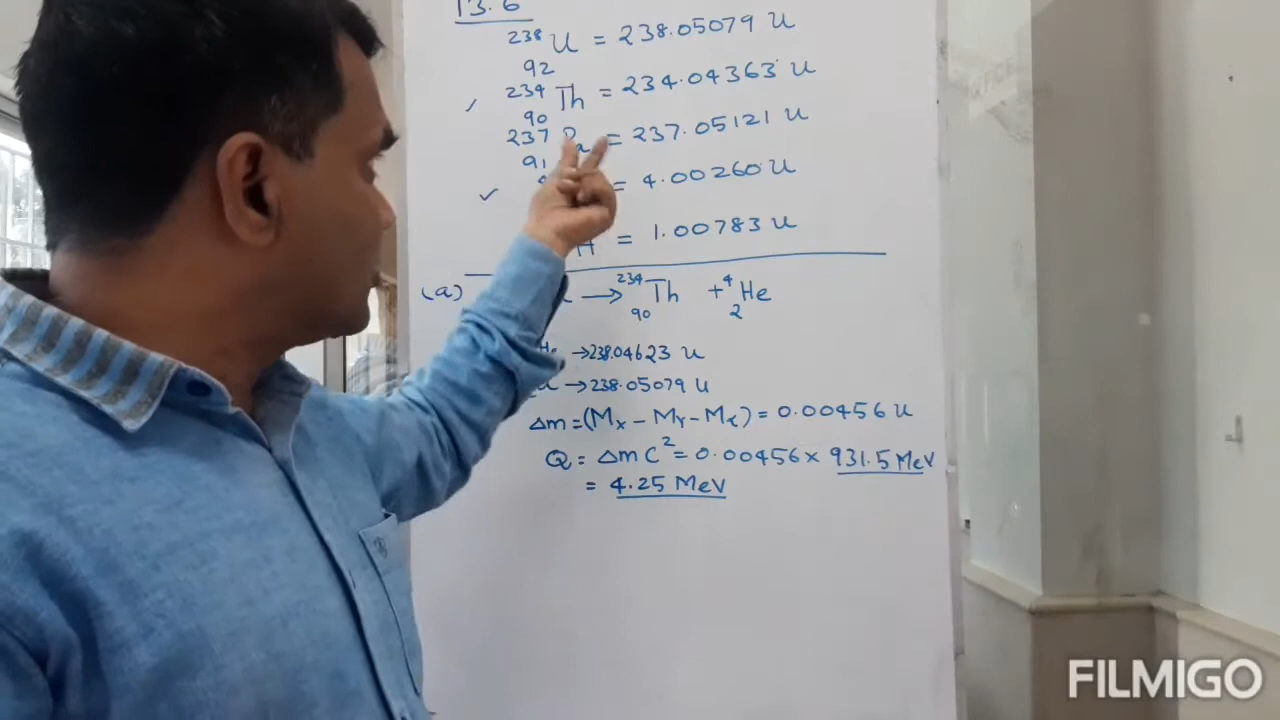 13.6
238
92 U = 238.05079 u
234
90 Th = 234.04363 u
237
91 Pa = 237.05121 u
= 4.00260 u
H = 1.00783 u
(a) → 234
90 Th + 4
2 He
He → 238.04623 u
u → 238.05079 u
Δm = (Mx - My - Mα) = 0.00456 u
Q = Δm C² = 0.00456 × 931.5 MeV
= 4.25 MeV
FILMIGO